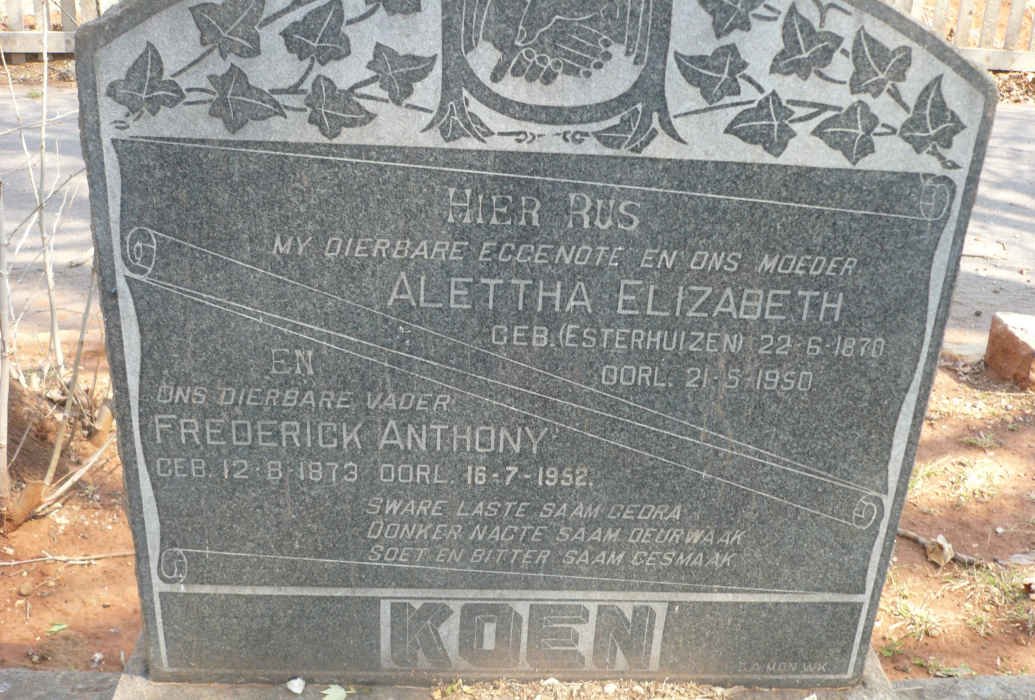 HIER RUS
MY DIERBARE EGGENOTE EN ONS MOEDER
ALETTHA ELIZABETH
GEB. (ESTERHUIZEN) 22-6-1870
OORL. 21-5-1950
EN
ONS DIERBARE VADER
FREDERICK ANTHONY
GEB. 12-8-1873 OORL. 16-7-1952.
SWARE LASTE SAAM GEDRA
DONKER NAGTE SAAM DEURWAAK
SOET EN BITTER SAAM GESMAAK
KOEN
S.A. MON. WK.